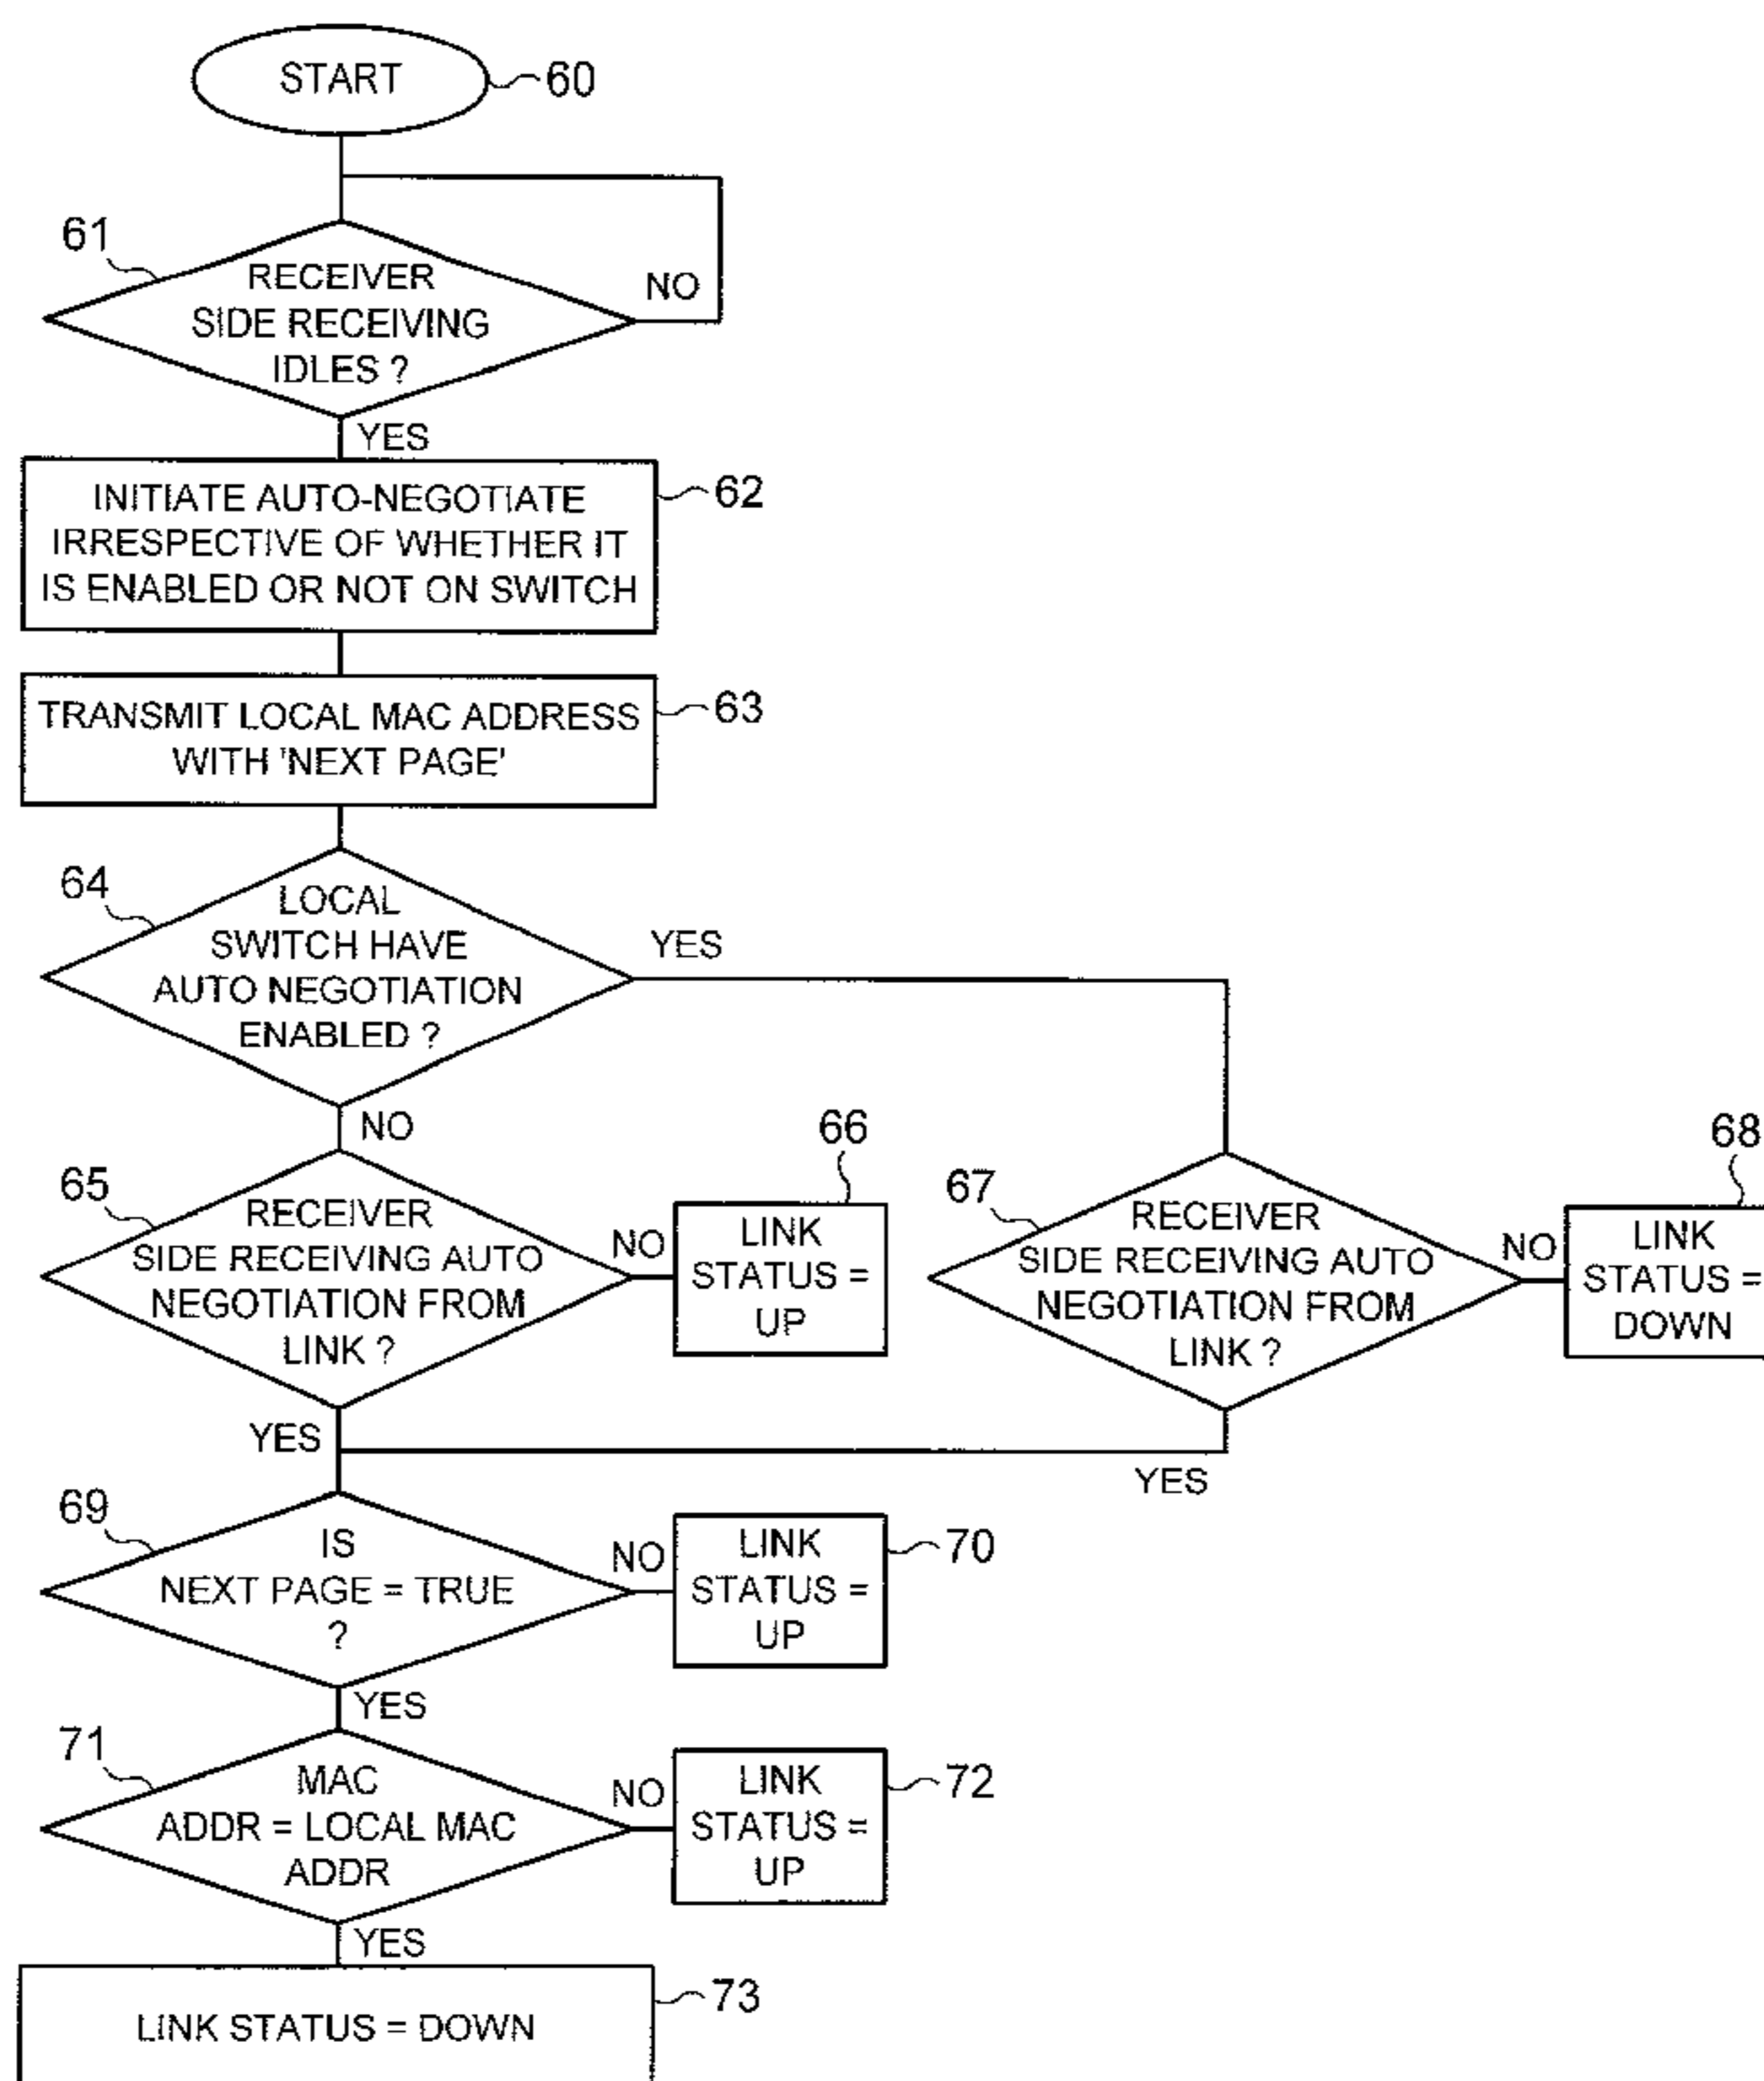 START
60
61
RECEIVER
SIDE RECEIVING
IDLES ?
NO
YES
INITIATE AUTO-NEGOTIATE
IRRESPECTIVE OF WHETHER IT
IS ENABLED OR NOT ON SWITCH
62
TRANSMIT LOCAL MAC ADDRESS
WITH 'NEXT PAGE'
63
64
LOCAL
SWITCH HAVE
AUTO NEGOTIATION
ENABLED ?
YES
NO
65
RECEIVER
SIDE RECEIVING AUTO
NEGOTIATION FROM
LINK ?
NO
66
LINK
STATUS =
UP
67
RECEIVER
SIDE RECEIVING AUTO
NEGOTIATION FROM
LINK ?
NO
68
LINK
STATUS =
DOWN
YES
YES
69
IS
NEXT PAGE = TRUE
?
NO
LINK
STATUS =
UP
70
YES
71
MAC
ADDR = LOCAL MAC
ADDR
NO
LINK
STATUS =
UP
72
YES
LINK STATUS = DOWN
73